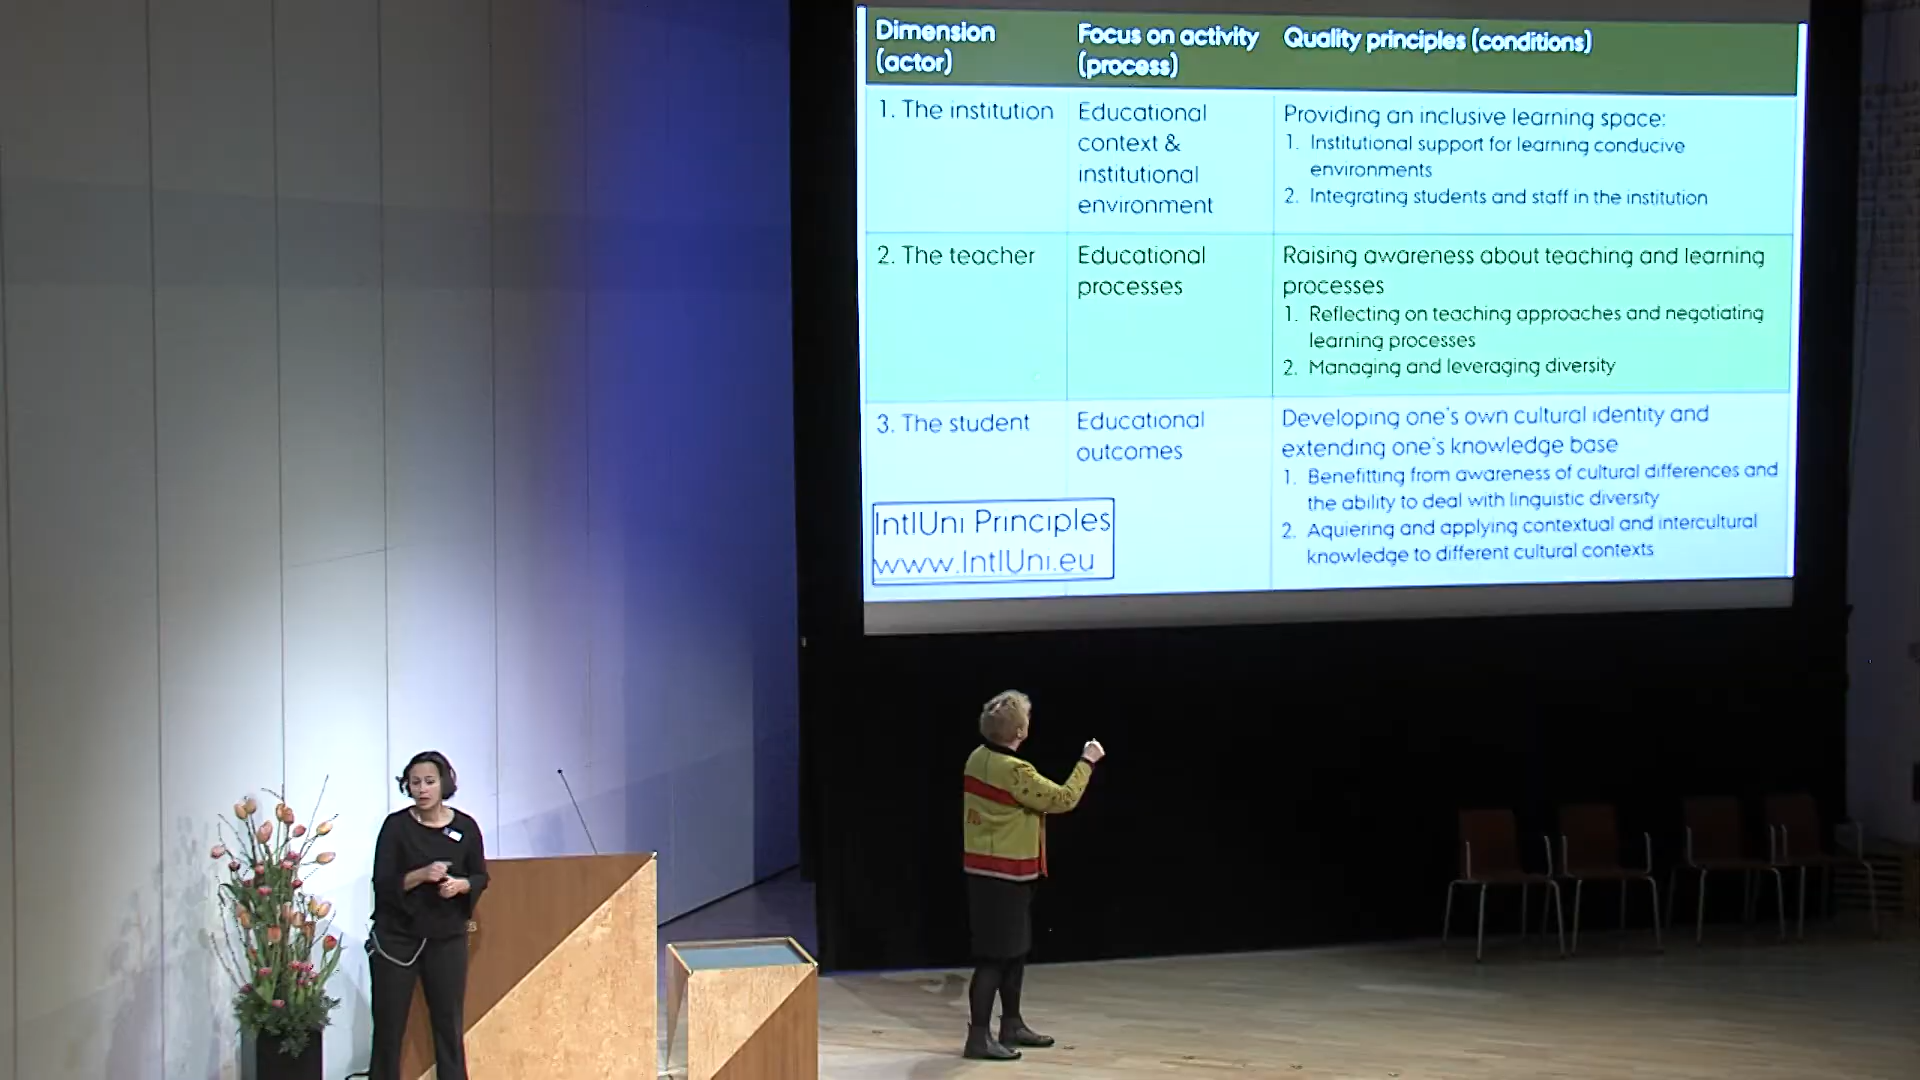 Dimension
(actor)
Focus on activity
(process)
Quality principles (conditions)
1. The institution
Educational
context &
institutional
environment
Providing an inclusive learning space:
1. Institutional support for learning conducive
environments
2. Integrating students and staff in the institution
2. The teacher
Educational
processes
Raising awareness about teaching and learning
processes
1. Reflecting on teaching approaches and negotiating
learning processes
2. Managing and leveraging diversity
3. The student
Educational
outcomes
Developing one's own cultural identity and
extending one's knowledge base
1. Benefitting from awareness of cultural differences and
the ability to deal with linguistic diversity
2. Aquiering and applying contextual and intercultural
knowledge to different cultural contexts
IntlUni Principles
www.IntlUni.eu